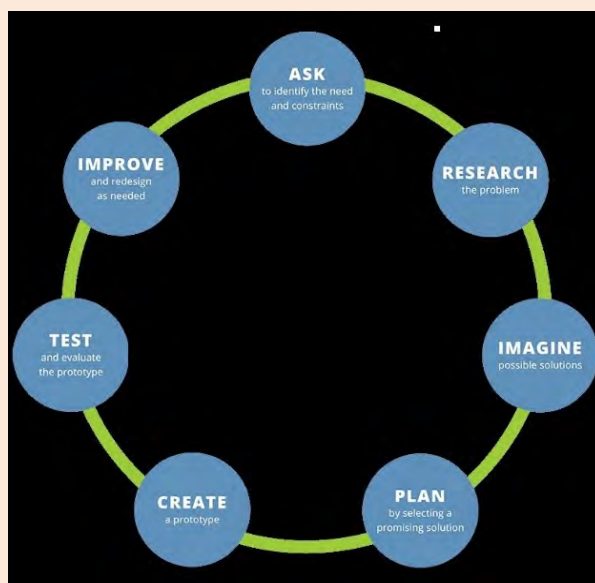 ASK
to identify the need
and constraints
RESEARCH
the problem
IMAGINE
possible solutions
PLAN
by selecting a
promising solution
CREATE
a prototype
TEST
and evaluate
the prototype
IMPROVE
and redesign
as needed